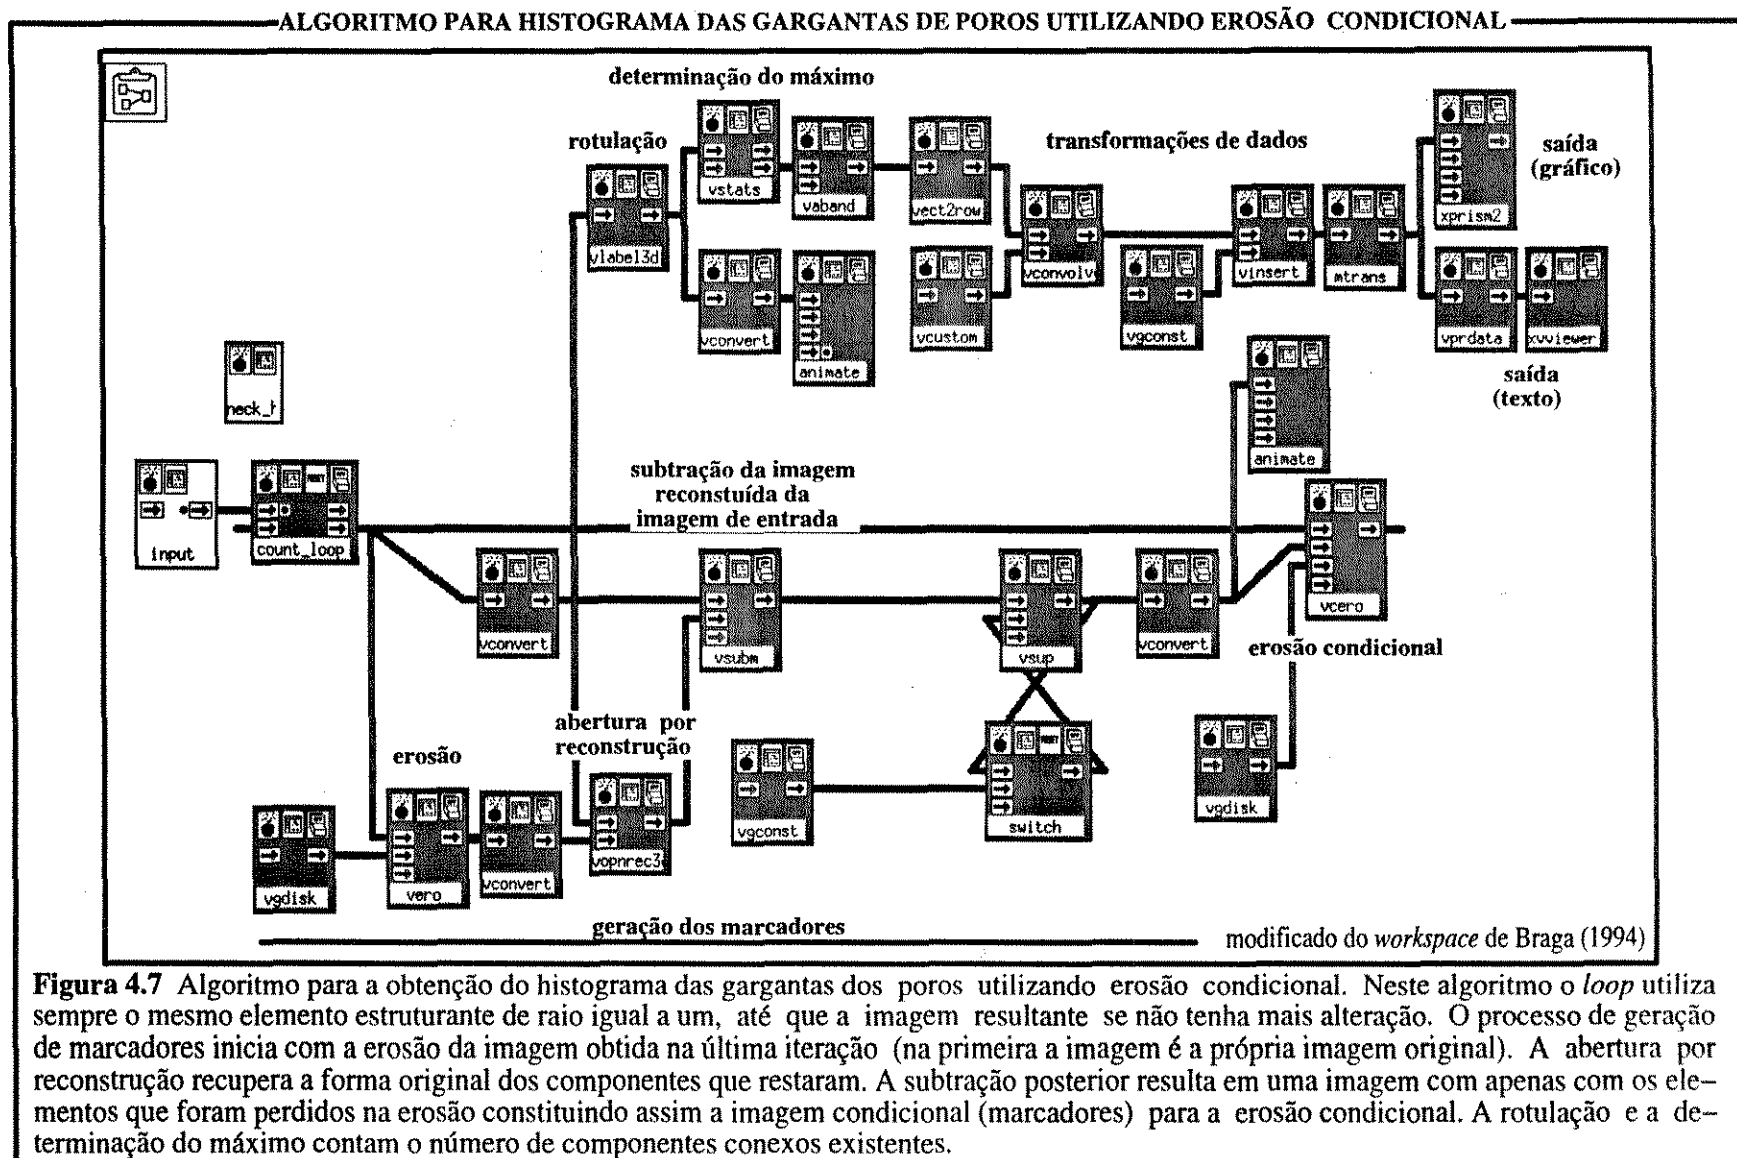 ALGORITMO PARA HISTOGRAMA DAS GARGANTAS DE POROS UTILIZANDO EROSÃO CONDICIONAL
determinação do máximo
rotulação
transformações de dados
saída
(gráfico)
vstats
vaband
vect2row
xprism2
vlabel3d
vconvolv
vinsert
mtrans
vconvert
animate
vcustom
vgconst
vprdata
xvviewer
saída
(texto)
neck_h
animate
subtração da imagem
reconstuída da
imagem de entrada
input
count_loop
vconvert
vsubm
vsup
vconvert
vcero
erosão condicional
abertura por
reconstrução
erosão
RESET
vgdisk
vero
vconvert
vopnrec3
vgconst
switch
vgdisk
geração dos marcadores
modificado do workspace de Braga (1994)
Figura 4.7 Algoritmo para a obtenção do histograma das gargantas dos poros utilizando erosão condicional. Neste algoritmo o loop utiliza
sempre o mesmo elemento estruturante de raio igual a um, até que a imagem resultante se não tenha mais alteração. O processo de geração
de marcadores inicia com a erosão da imagem obtida na última iteração (na primeira a imagem é a própria imagem original). A abertura por
reconstrução recupera a forma original dos componentes que restaram. A subtração posterior resulta em uma imagem com apenas com os ele–
mentos que foram perdidos na erosão constituindo assim a imagem condicional (marcadores) para a erosão condicional. A rotulação e a de–
terminação do máximo contam o número de componentes conexos existentes.